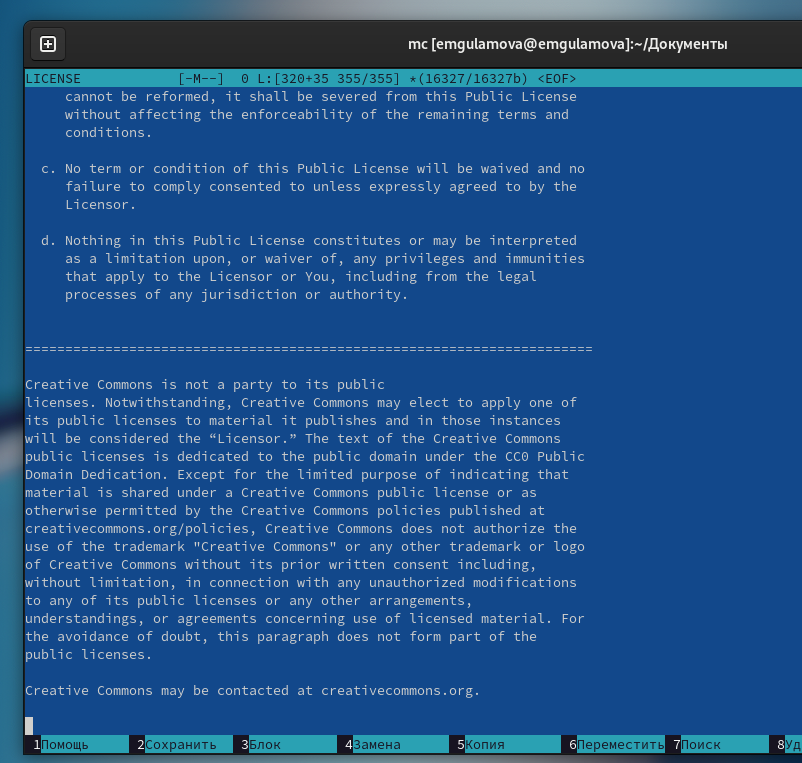 mc [emgulamova@emgulamova]:~/Документы
LICENSE [-M--] 0 L:[320+35 355/355] *(16327/16327b) <EOF>
cannot be reformed, it shall be severed from this Public License
without affecting the enforceability of the remaining terms and
conditions.
c. No term or condition of this Public License will be waived and no
failure to comply consented to unless expressly agreed to by the
Licensor.
d. Nothing in this Public License constitutes or may be interpreted
as a limitation upon, or waiver of, any privileges and immunities
that apply to the Licensor or You, including from the legal
processes of any jurisdiction or authority.
=======================================================================
Creative Commons is not a party to its public
licenses. Notwithstanding, Creative Commons may elect to apply one of
its public licenses to material it publishes and in those instances
will be considered the “Licensor.” The text of the Creative Commons
public licenses is dedicated to the public domain under the CC0 Public
Domain Dedication. Except for the limited purpose of indicating that
material is shared under a Creative Commons public license or as
otherwise permitted by the Creative Commons policies published at
creativecommons.org/policies, Creative Commons does not authorize the
use of the trademark "Creative Commons" or any other trademark or logo
of Creative Commons without its prior written consent including,
without limitation, in connection with any unauthorized modifications
to any of its public licenses or any other arrangements,
understandings, or agreements concerning use of licensed material. For
the avoidance of doubt, this paragraph does not form part of the
public licenses.
Creative Commons may be contacted at creativecommons.org.
1Помощь 2Сохранить 3Блок 4Замена 5Копия 6Переместить 7Поиск 8Уд